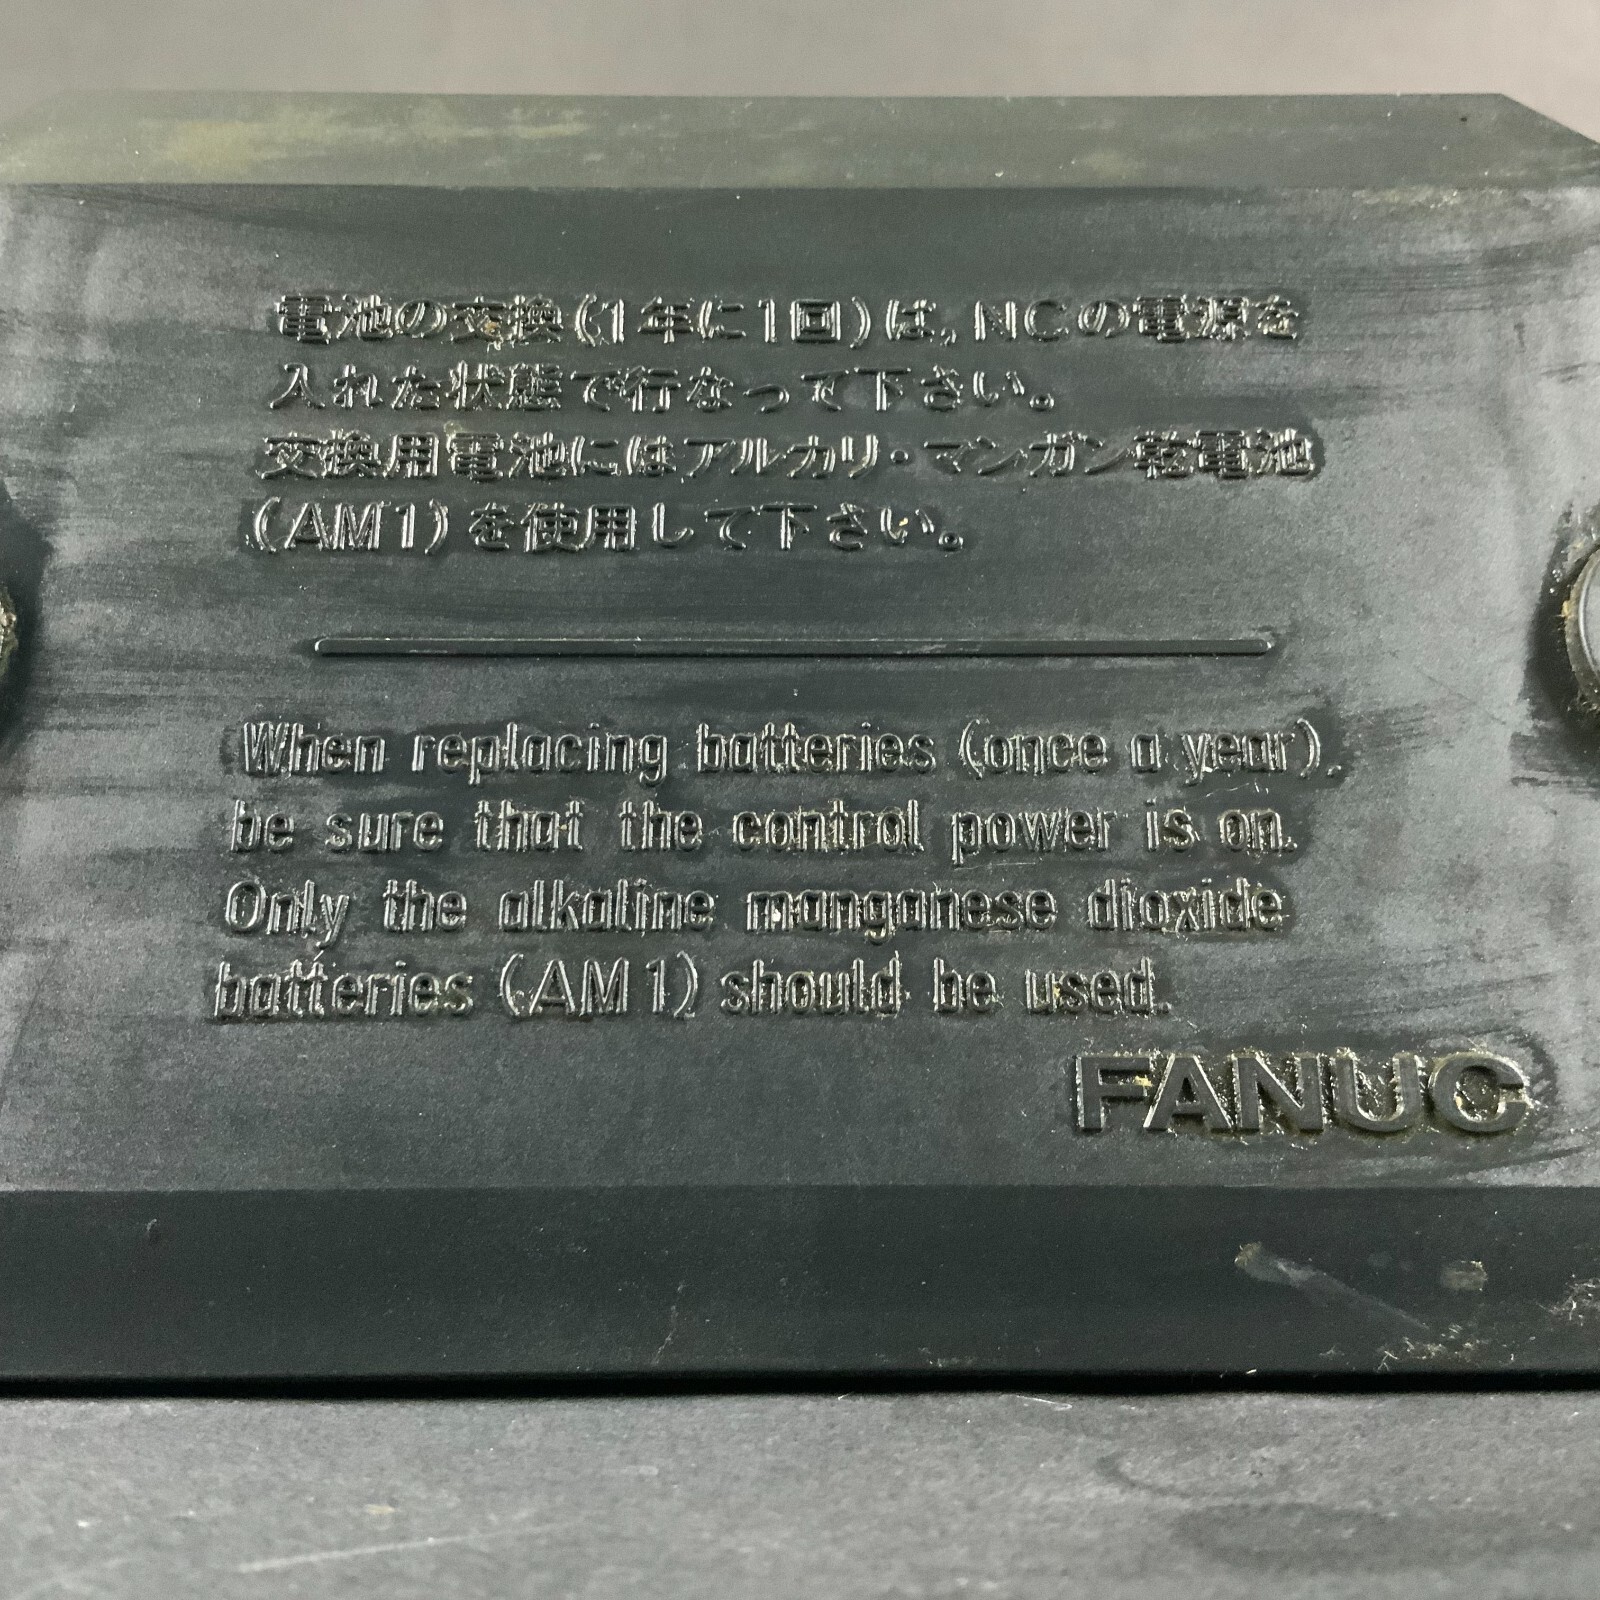 電池の交換(1年に1回)は,NCの電源を
入れた状態で行なって下さい。
交換用電池にはアルカリ・マンガン乾電池
(AM1)を使用して下さい。
When replacing batteries (once a year),
be sure that the control power is on.
Only the alkaline manganese dioxide
batteries (AM1) should be used.
FANUC